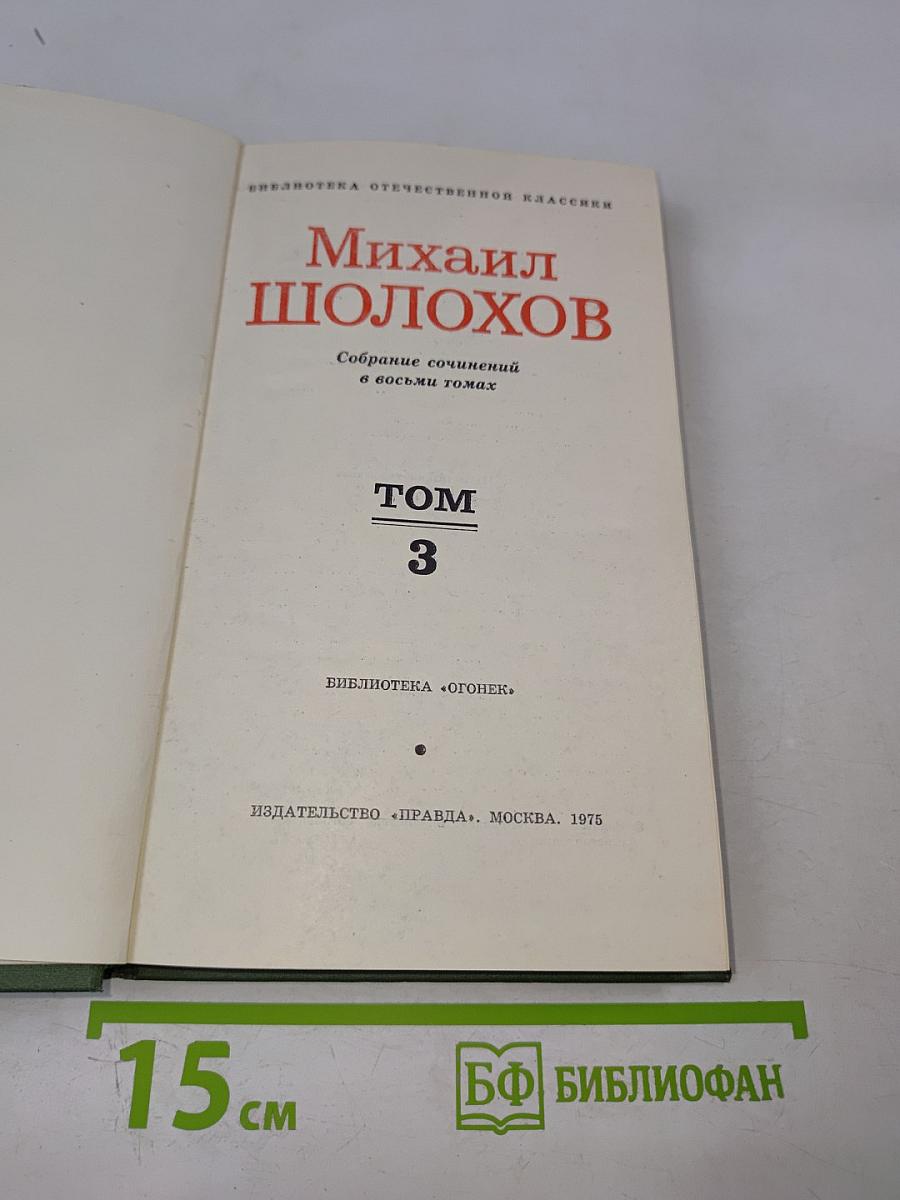 БИБЛИОТЕКА ОТЕЧЕСТВЕННОЙ КЛАССИКИ
Михаил
ШОЛОХОВ
Собрание сочинений
в восьми томах
ТОМ
3
БИБЛИОТЕКА «ОГОНЕК»
ИЗДАТЕЛЬСТВО «ПРАВДА». МОСКВА. 1975
15 см
БФ БИБЛИОФАН